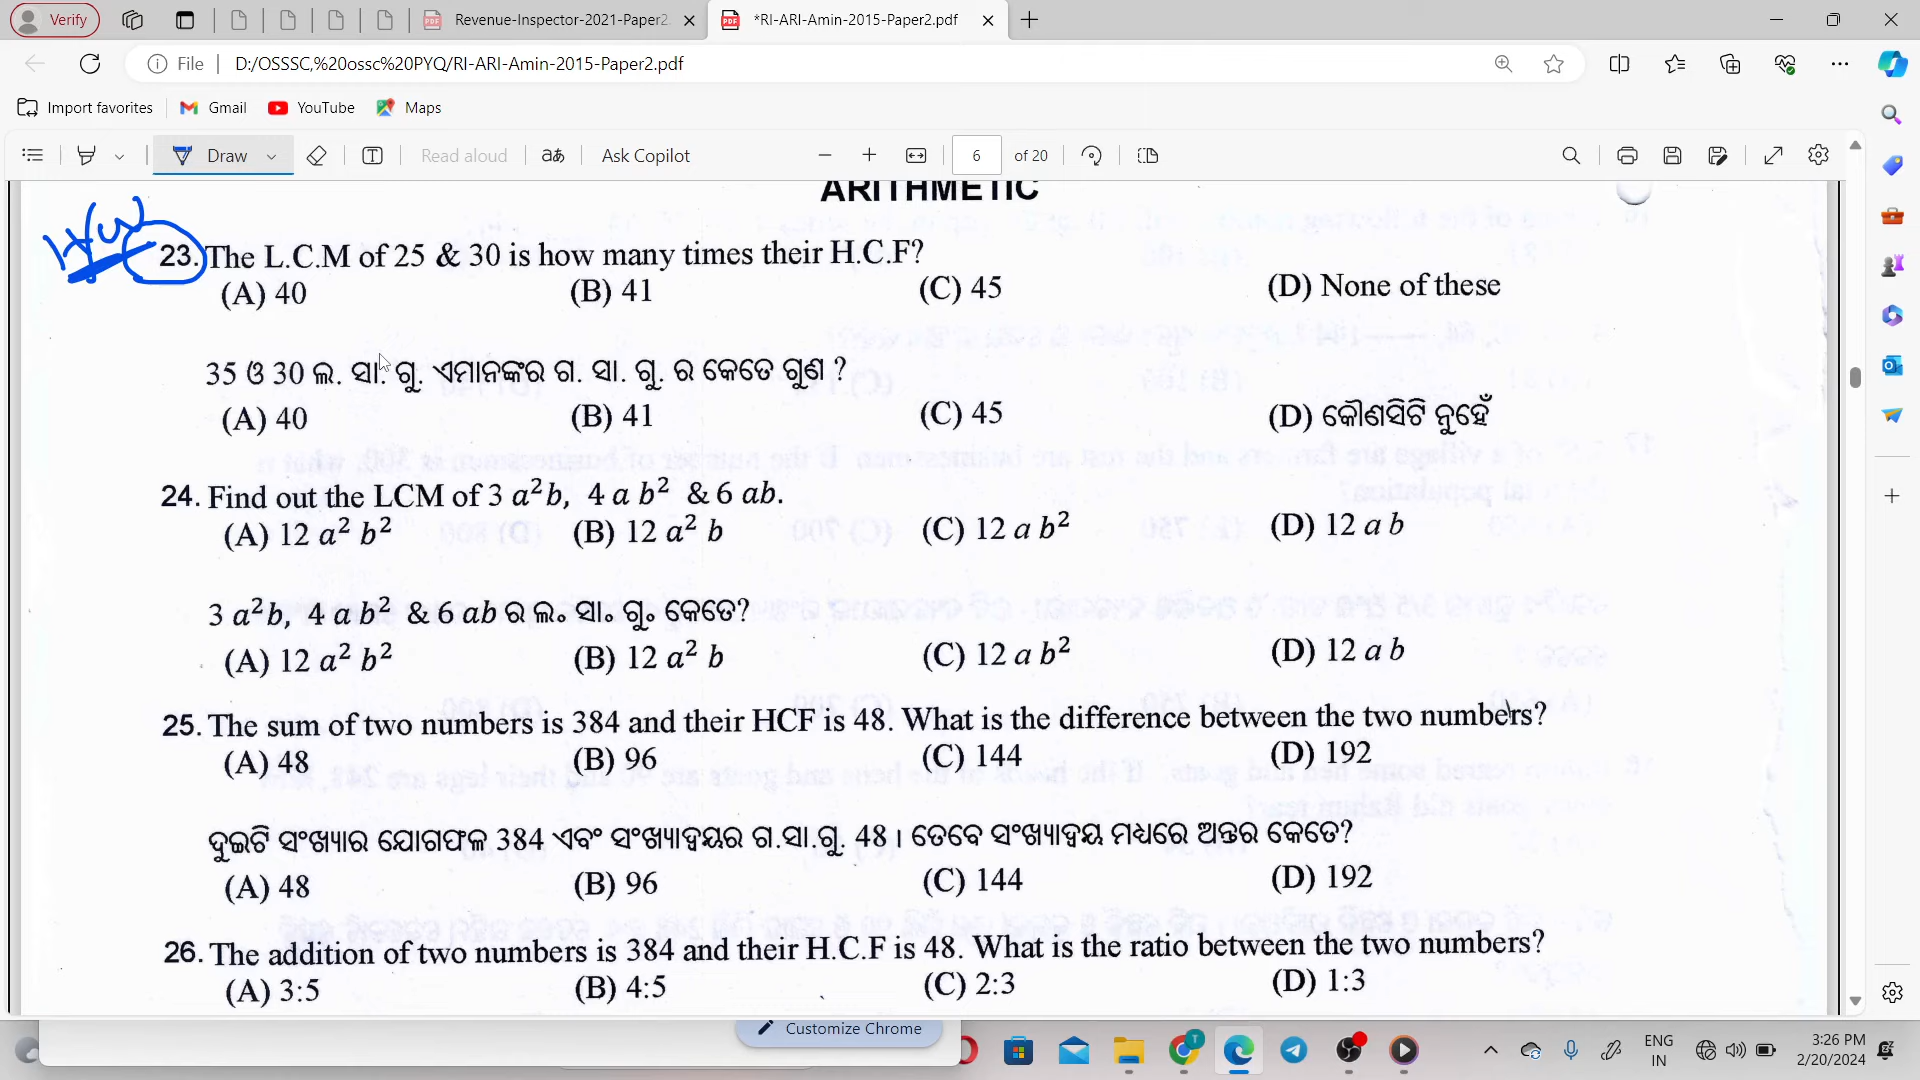 Verify
Revenue-Inspector-2021-Paper2.
*RI-ARI-Amin-2015-Paper2.pdf
File
D:/OSSSC,%20ossc%20PYQ/RI-ARI-Amin-2015-Paper2.pdf
Import favorites
Gmail
YouTube
Maps
Draw
Read aloud
aあ
Ask Copilot
6 of 20
ARITHMETIC
H/W
23. The L.C.M of 25 & 30 is how many times their H.C.F?
(A) 40 (B) 41 (C) 45 (D) None of these
35 ଓ 30 ଲ. ସା. ଗୁ. ଏମାନଙ୍କର ଗ. ସା. ଗୁ. ର କେତେ ଗୁଣ ?
(A) 40 (B) 41 (C) 45 (D) କୌଣସିଟି ନୁହେଁ
24. Find out the LCM of 3 a² b, 4 a b² & 6 ab.
(A) 12 a² b² (B) 12 a² b (C) 12 a b² (D) 12 a b
3 a² b, 4 a b² & 6 ab ର ଲ. ସା. ଗୁ. କେତେ?
(A) 12 a² b² (B) 12 a² b (C) 12 a b² (D) 12 a b
25. The sum of two numbers is 384 and their HCF is 48. What is the difference between the two numbers?
(A) 48 (B) 96 (C) 144 (D) 192
ଦୁଇଟି ସଂଖ୍ୟାର ଯୋଗଫଳ 384 ଏବଂ ସଂଖ୍ୟାଦ୍ଵୟର ଗ.ସା.ଗୁ. 48 । ତେବେ ସଂଖ୍ୟାଦ୍ଵୟ ମଧ୍ୟରେ ଅନ୍ତର କେତେ?
(A) 48 (B) 96 (C) 144 (D) 192
26. The addition of two numbers is 384 and their H.C.F is 48. What is the ratio between the two numbers?
(A) 3:5 (B) 4:5 (C) 2:3 (D) 1:3
Customize Chrome
ENG
IN
3:26 PM
2/20/2024